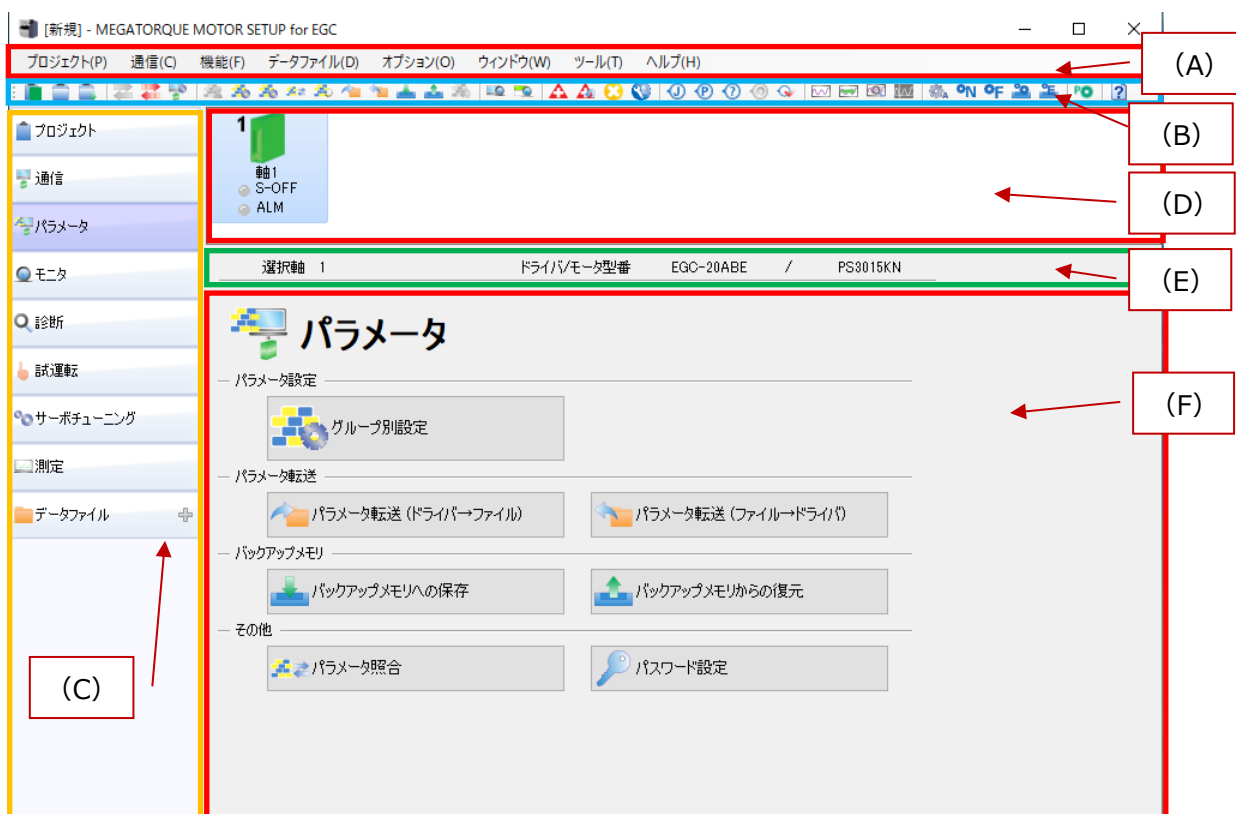 [新規] - MEGATORQUE MOTOR SETUP for EGC
プロジェクト(P) 通信(C) 機能(F) データファイル(D) オプション(O) ウィンドウ(W) ツール(T) ヘルプ(H)
(A)
(B)
プロジェクト
通信
パラメータ
モニタ
診断
試運転
サーボチューニング
測定
データファイル
(C)
1
軸1
S-OFF
ALM
(D)
選択軸 1 ドライバ/モータ型番 EGC-20ABE / PS3015KN
(E)
パラメータ
パラメータ設定
グループ別設定
(F)
パラメータ転送
パラメータ転送 (ドライバ→ファイル) パラメータ転送 (ファイル→ドライバ)
バックアップメモリ
バックアップメモリへの保存 バックアップメモリからの復元
その他
パラメータ照合 パスワード設定